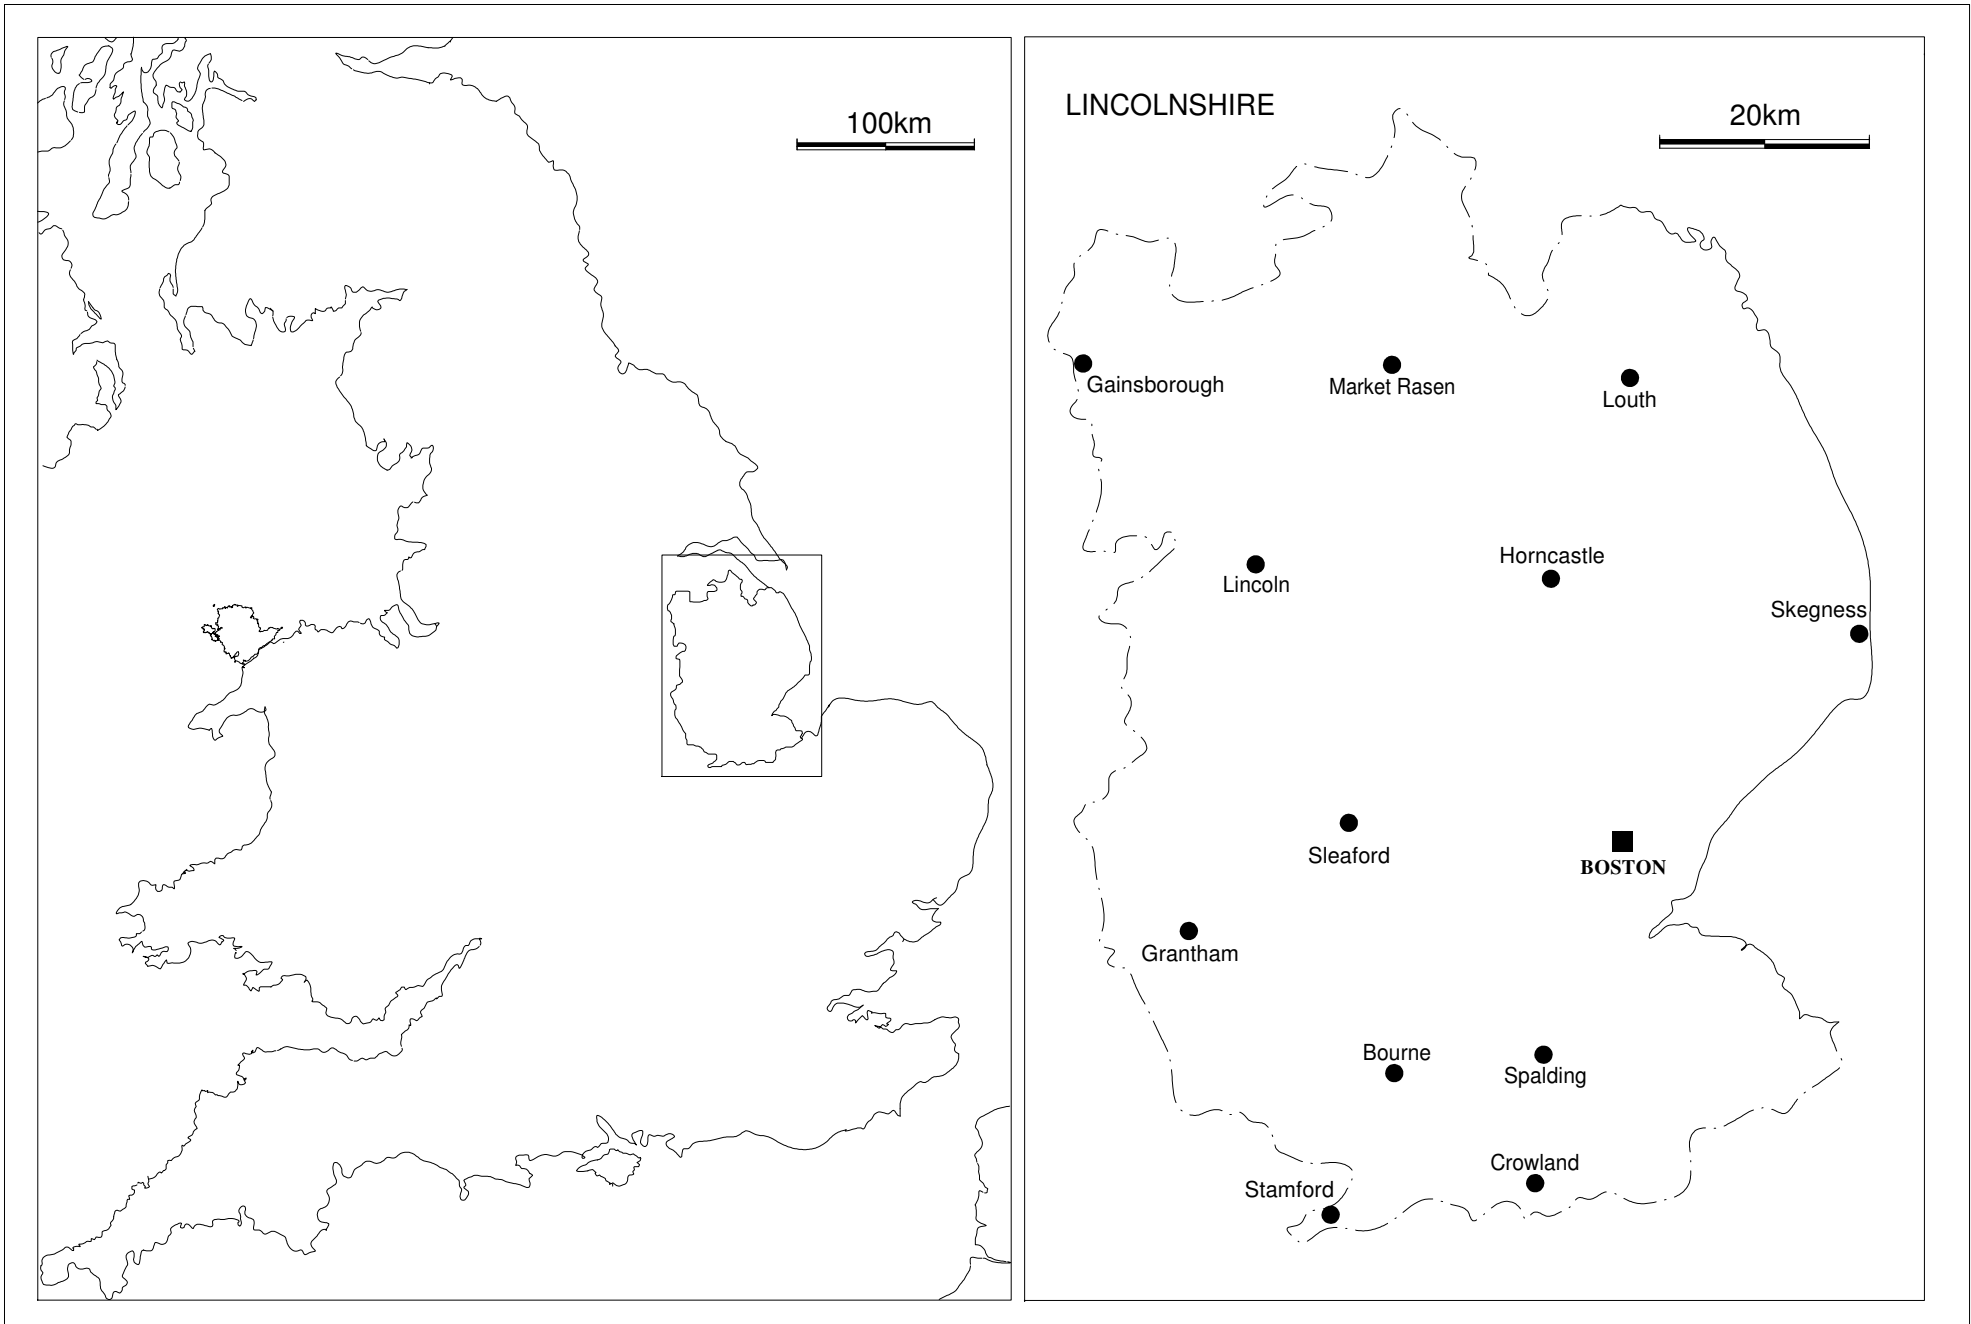 100km
LINCOLNSHIRE
20km
Gainsborough
Market Rasen
Louth
Lincoln
Horncastle
Skegness
Sleaford
BOSTON
Grantham
Bourne
Spalding
Crowland
Stamford